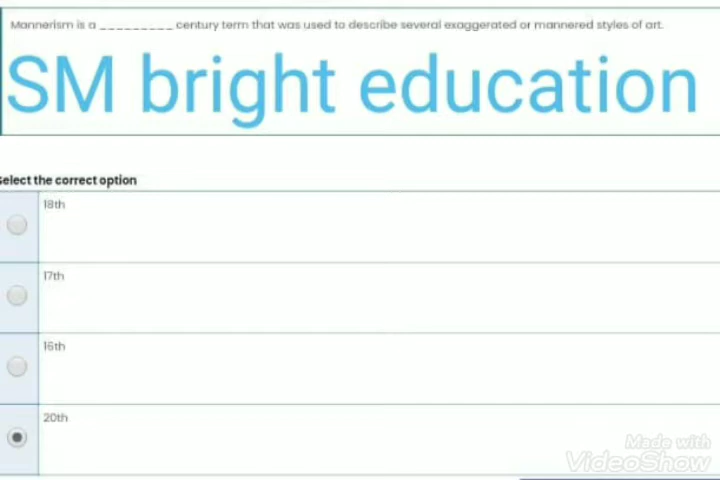 Mannerism is a _________ century term that was used to describe several exaggerated or mannered styles of art.
SM bright education
Select the correct option
18th
17th
16th
20th
Made with
VideoShow